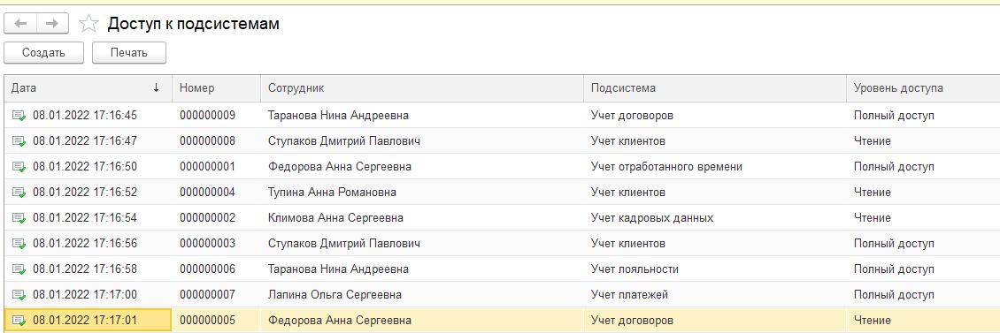 Доступ к подсистемам
Создать Печать
Дата Номер Сотрудник Подсистема Уровень доступа
08.01.2022 17:16:45 000000009 Таранова Нина Андреевна Учет договоров Полный доступ
08.01.2022 17:16:47 000000008 Ступаков Дмитрий Павлович Учет клиентов Чтение
08.01.2022 17:16:50 000000001 Федорова Анна Сергеевна Учет отработанного времени Полный доступ
08.01.2022 17:16:52 000000004 Тупина Анна Романовна Учет клиентов Чтение
08.01.2022 17:16:54 000000002 Климова Анна Сергеевна Учет кадровых данных Чтение
08.01.2022 17:16:56 000000003 Ступаков Дмитрий Павлович Учет клиентов Полный доступ
08.01.2022 17:16:58 000000006 Таранова Нина Андреевна Учет лояльности Полный доступ
08.01.2022 17:17:00 000000007 Лапина Ольга Сергеевна Учет платежей Полный доступ
08.01.2022 17:17:01 000000005 Федорова Анна Сергеевна Учет договоров Чтение